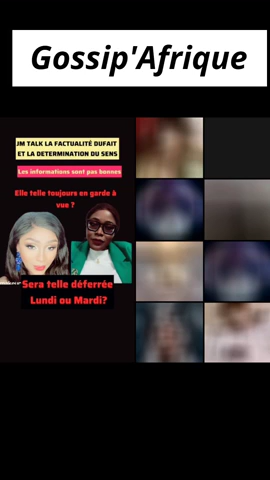 Gossip'Afrique
JM TALK LA FACTUALITÉ DUFAIT
ET LA DETERMINATION DU SENS
Les informations sont pas bonnes
Elle telle toujours en garde à
vue ?
Sera telle déferrée
Lundi ou Mardi?